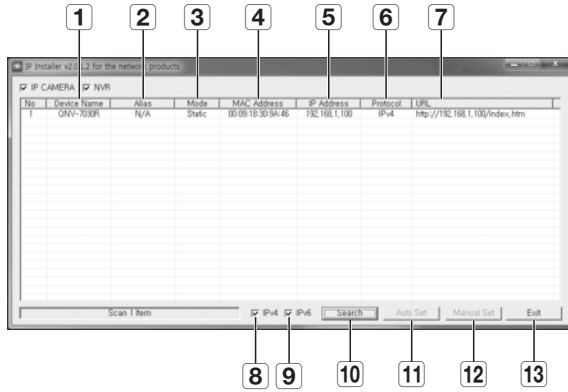 1 2 3 4 5 6 7
IP Installer v2.0.1.2 for the network products
IP CAMERA NVR
No Device Name Alias Mode MAC Address IP Address Protocol URL
1 QNV-7030R N/A Static 00:09:18:30:9A:46 192,168,1,100 IPv4 http://192,168,1,100/index,htm
Scan 1 Item IPv4 IPv6 Search Auto Set Manual Set Exit
8 9 10 11 12 13